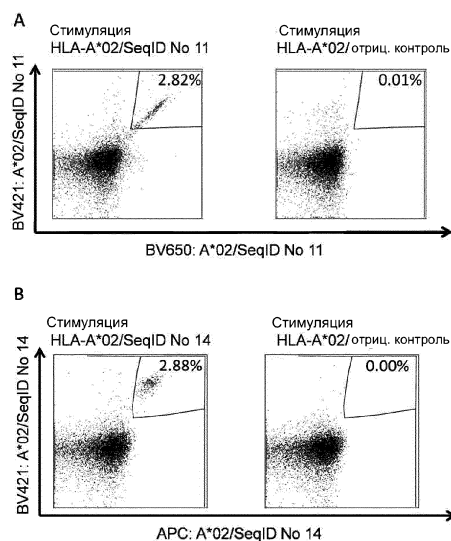 A
Стимуляция
HLA-A*02/SeqID No 11
Стимуляция
HLA-A*02/отриц. контроль
2.82%
0.01%
BV421: A*02/SeqID No 11
BV650: A*02/SeqID No 11
B
Стимуляция
HLA-A*02/SeqID No 14
Стимуляция
HLA-A*02/отриц. контроль
2.88%
0.00%
BV421: A*02/SeqID No 14
APC: A*02/SeqID No 14